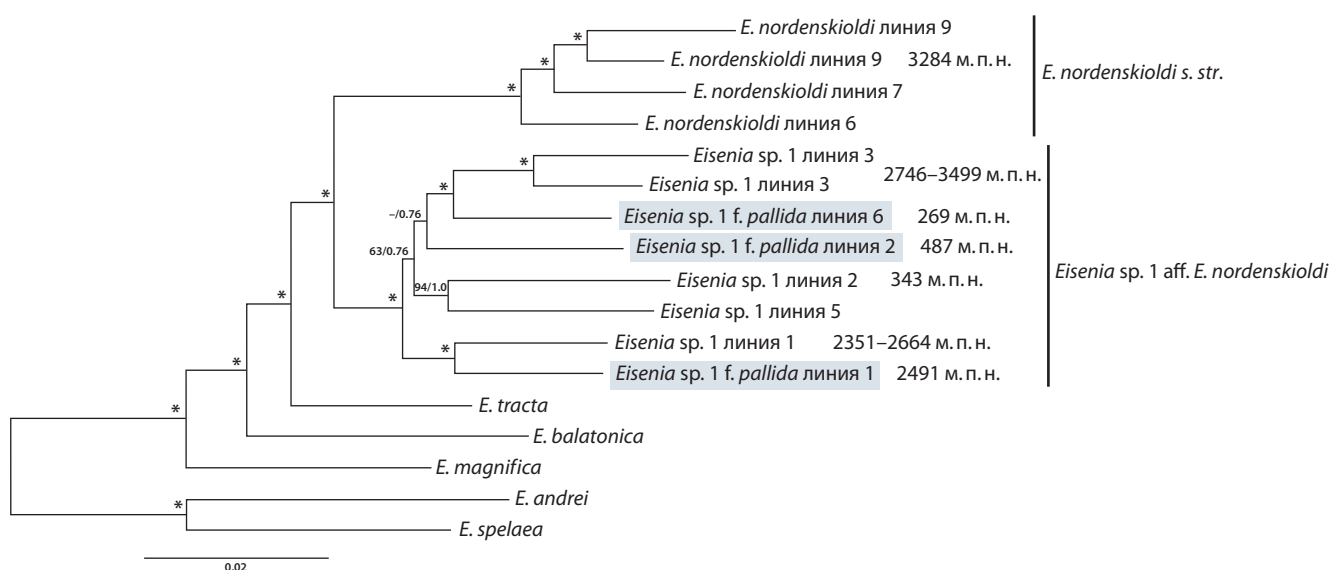 E. nordenskioldi линия 9
*
E. nordenskioldi линия 9 3284 м. п. н.
*
E. nordenskioldi s. str.
*
E. nordenskioldi линия 7
E. nordenskioldi линия 6
Eisenia sp. 1 линия 3
*
2746–3499 м. п. н.
*
Eisenia sp. 1 линия 3
*
–/0.76
Eisenia sp. 1 f. pallida линия 6 269 м. п. н.
63/0.76
Eisenia sp. 1 f. pallida линия 2 487 м. п. н.
Eisenia sp. 1 aff. E. nordenskioldi
94/1.0
Eisenia sp. 1 линия 2 343 м. п. н.
*
*
Eisenia sp. 1 линия 5
*
Eisenia sp. 1 линия 1 2351–2664 м. п. н.
*
Eisenia sp. 1 f. pallida линия 1 2491 м. п. н.
*
E. tracta
E. balatonica
E. magnifica
*
E. andrei
E. spelaea
0.02